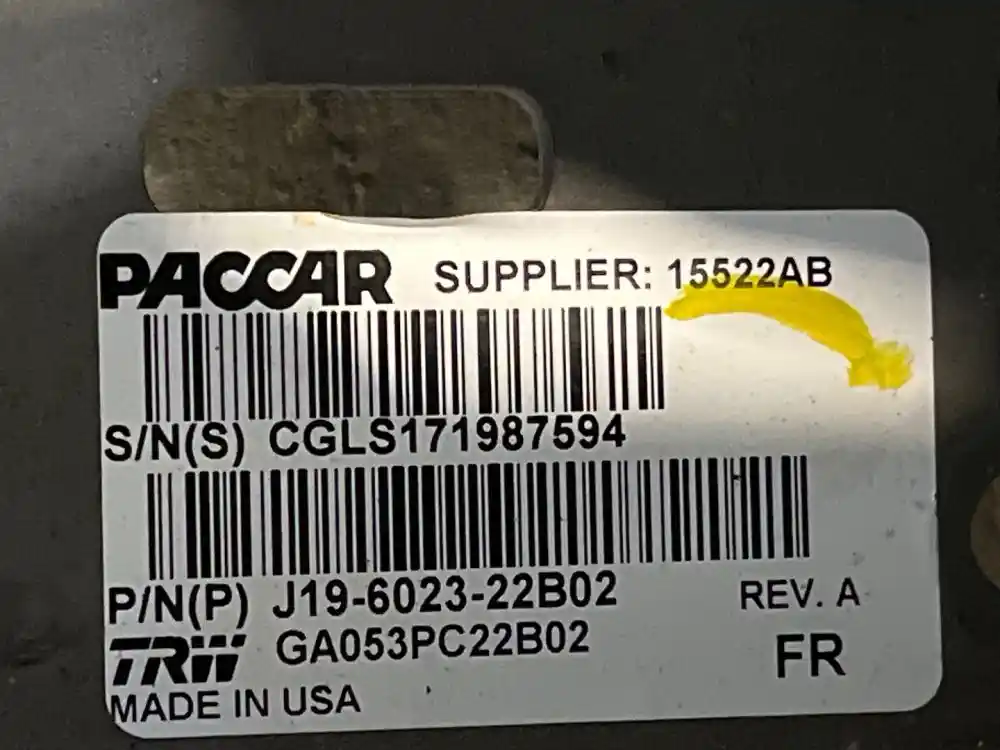 PACCAR SUPPLIER: 15522AB
S/N(S) CGLS171987594
P/N(P) J19-6023-22B02 REV. A
TRW GA053PC22B02 FR
MADE IN USA